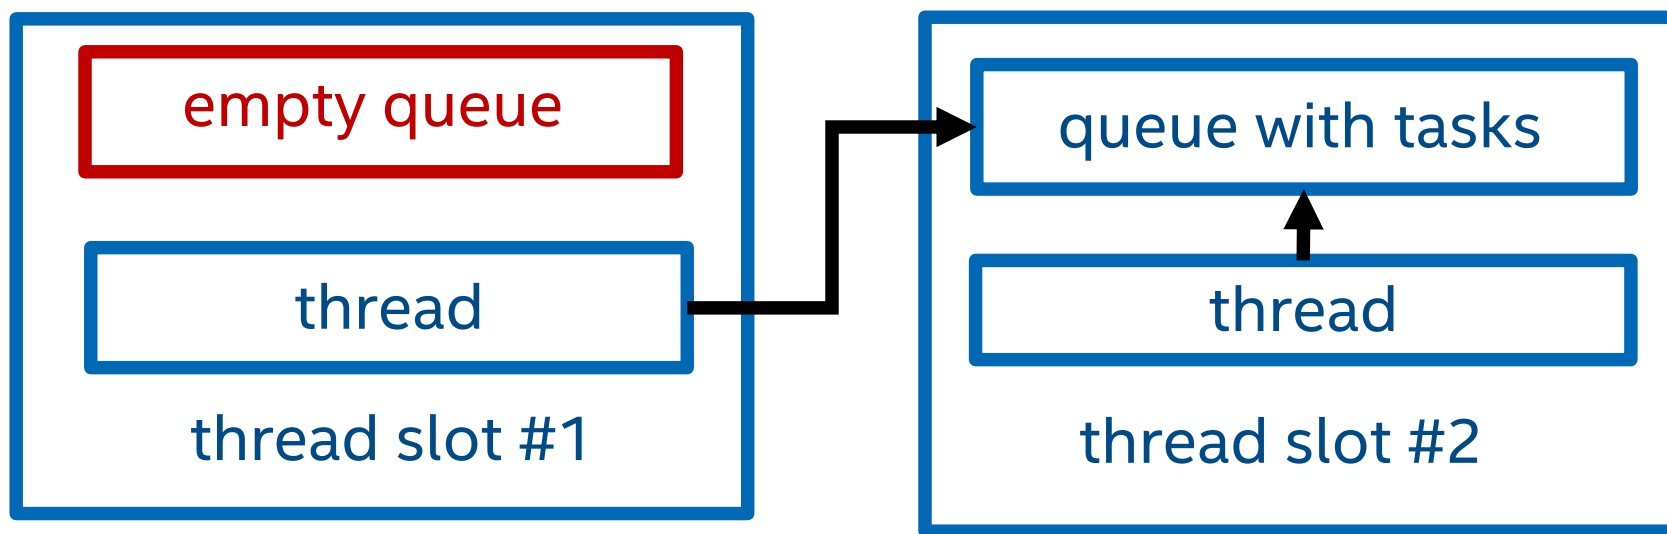 empty queue
thread
thread slot #1
queue with tasks
thread
thread slot #2